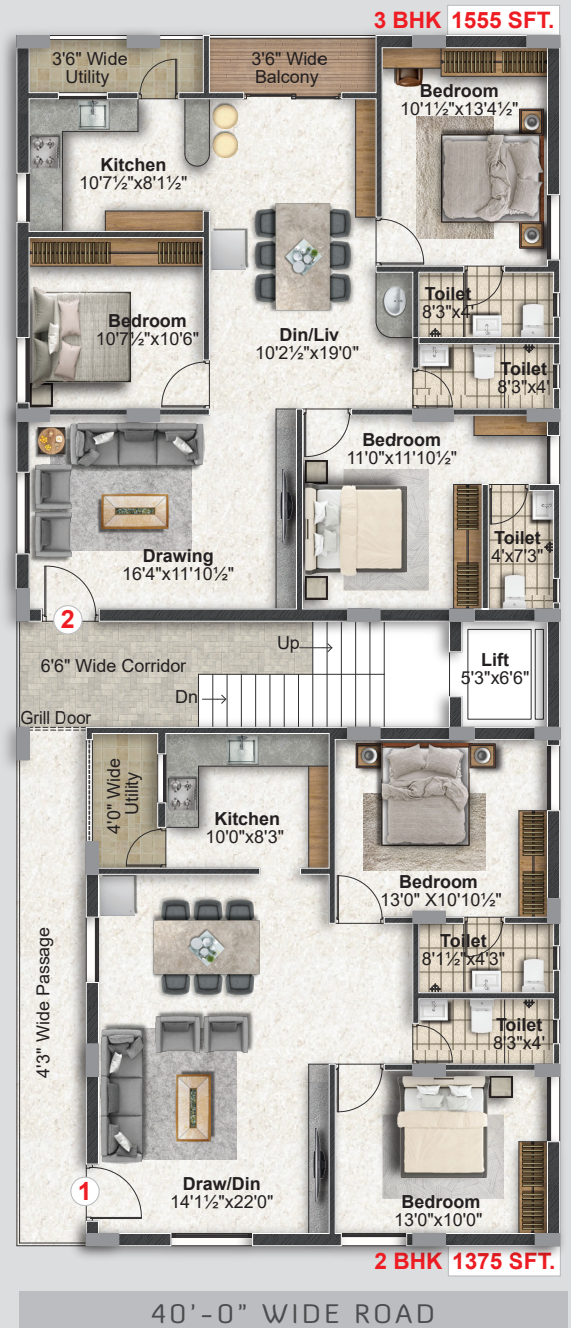 3 BHK 1555 SFT.
3'6" Wide
Utility
3'6" Wide
Balcony
Bedroom
10'1½"x13'4½"
Kitchen
10'7½"x8'1½"
Toilet
8'3"x4'
Bedroom
10'7½"x10'6"
Din/Liv
10'2½"x19'0"
Toilet
8'3"x4'
Bedroom
11'0"x11'10½"
Drawing
16'4"x11'10½"
Toilet
4'x7'3"
2
Up
6'6" Wide Corridor
Lift
5'3"x6'6"
Dn
Grill Door
4'0" Wide
Utility
Kitchen
10'0"x8'3"
Bedroom
13'0" X10'10½"
Toilet
8'1½"x4'3"
4'3" Wide Passage
Toilet
8'3"x4'
1
Draw/Din
14'1½"x22'0"
Bedroom
13'0"x10'0"
2 BHK 1375 SFT.
40'-0" WIDE ROAD